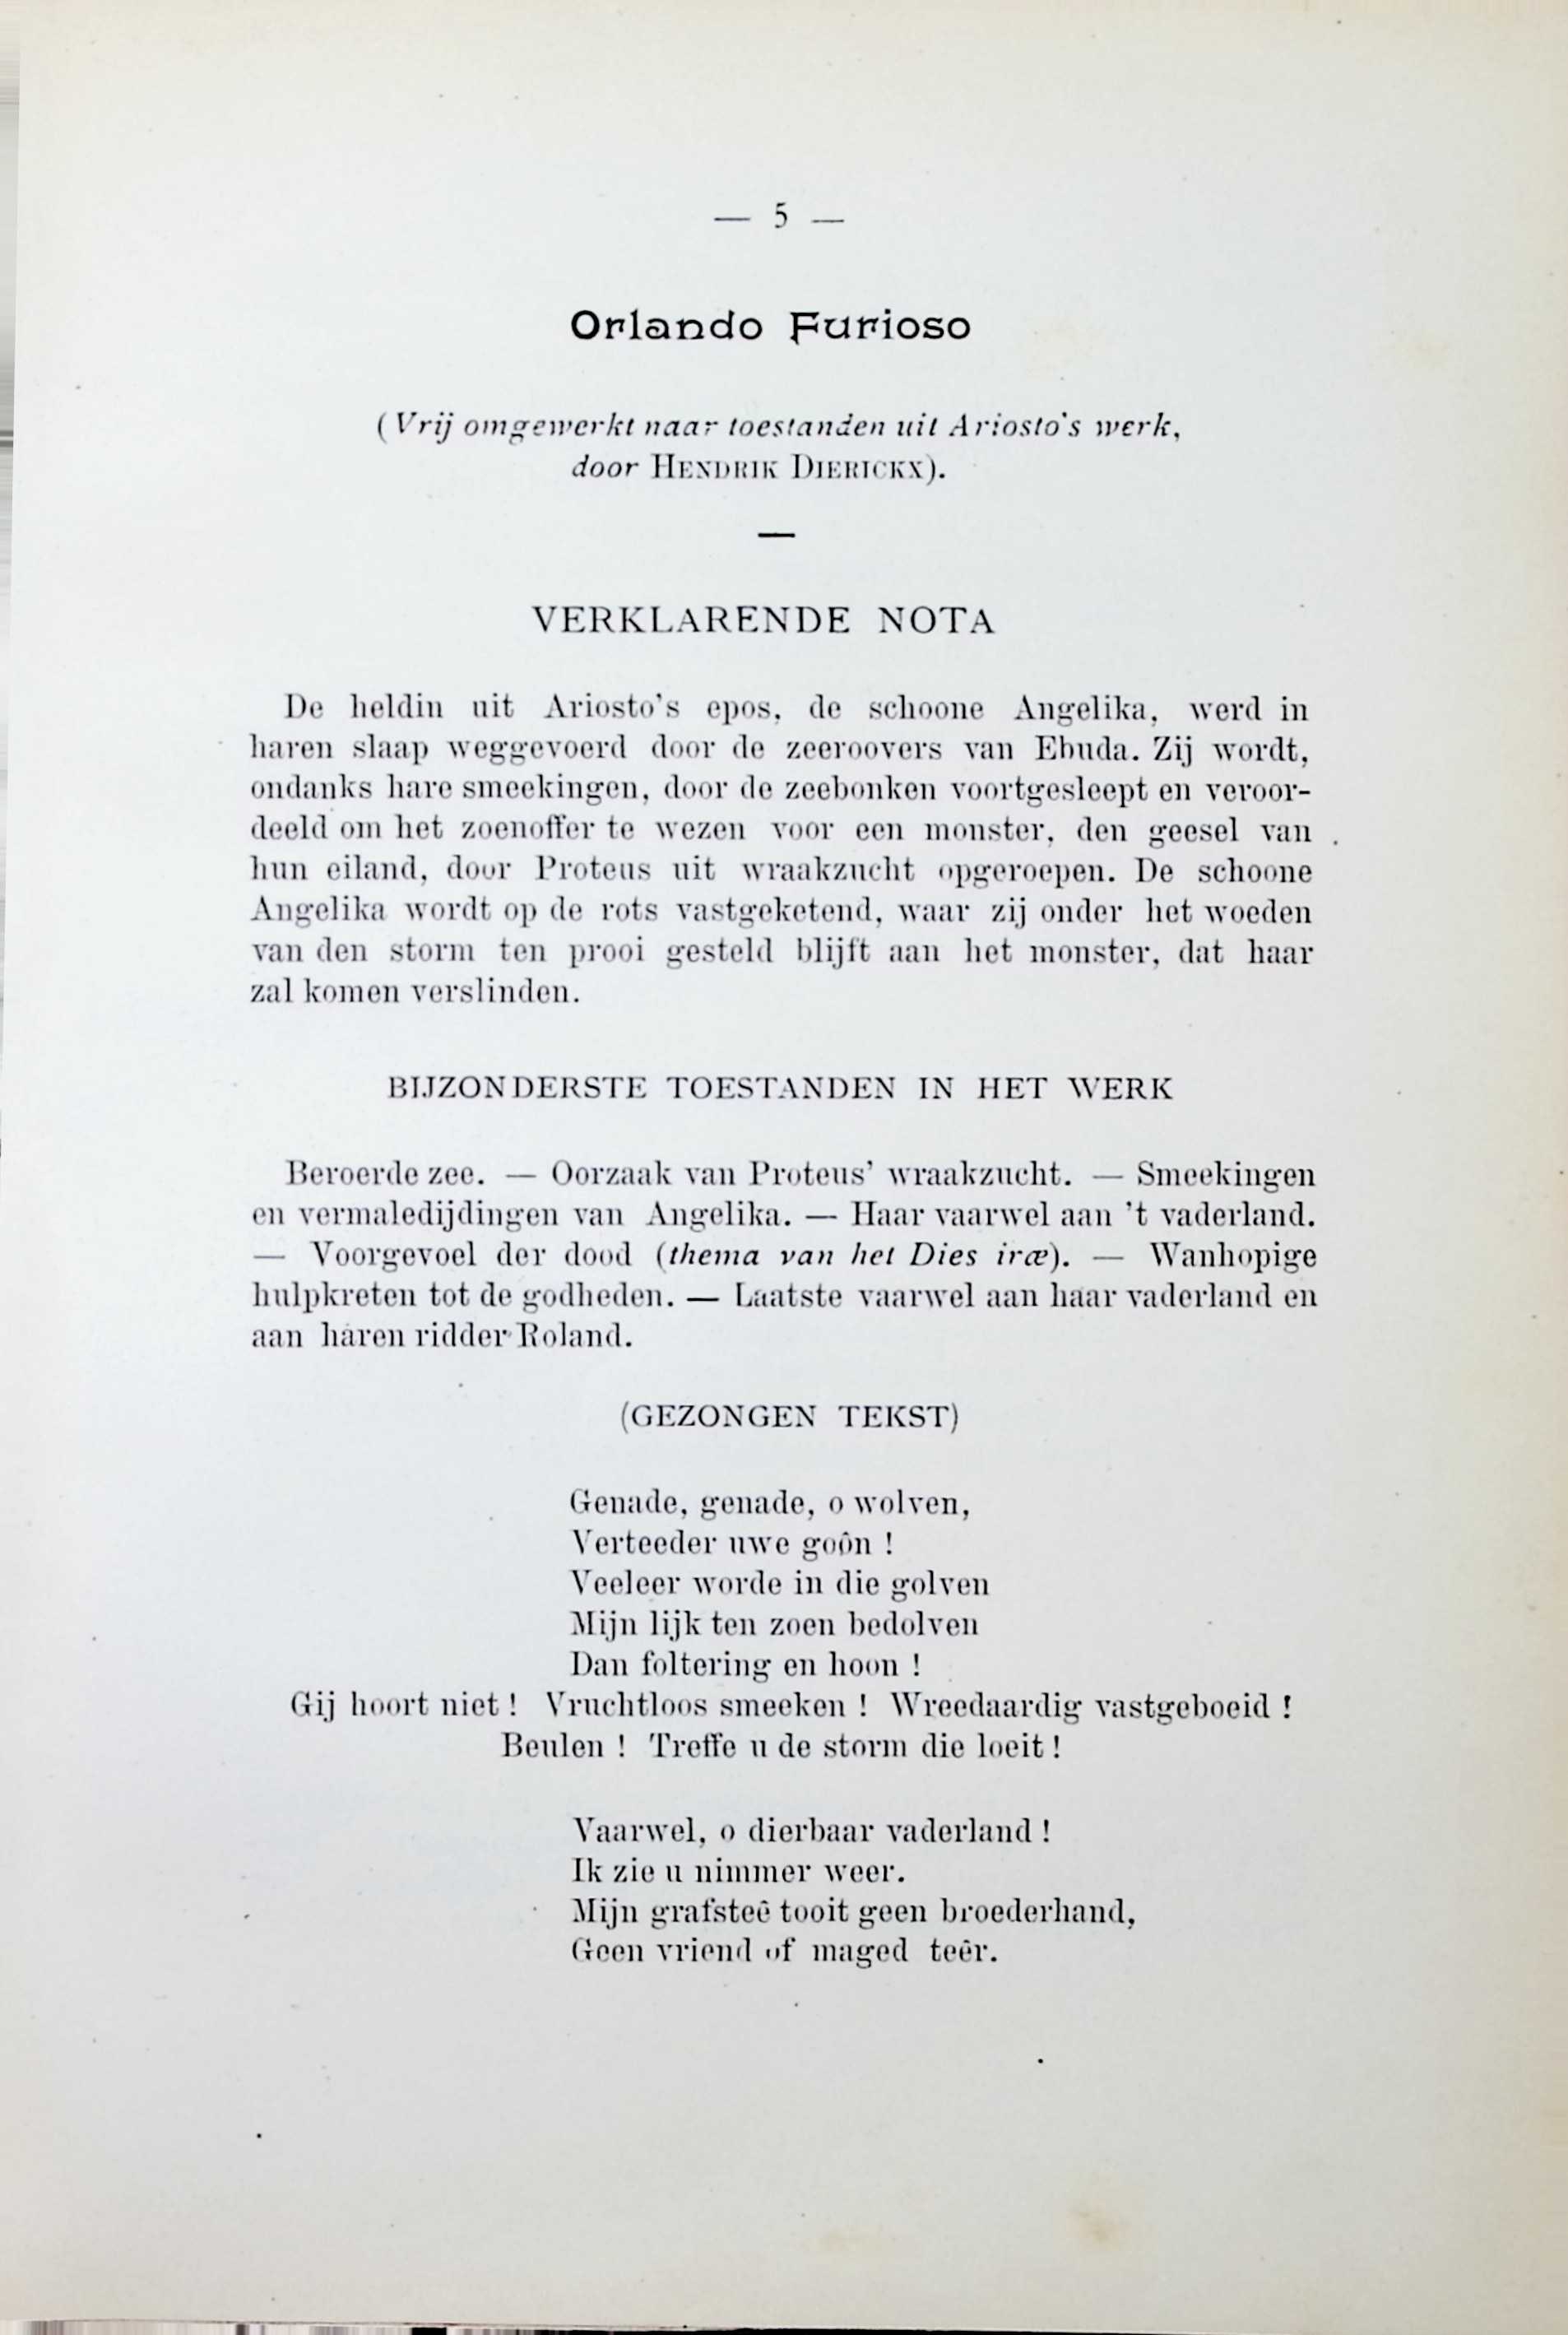 — 5 —
Orlando Furioso
(Vrij omgewerkt naar toestanden uit Ariosto's werk,
door HENDRIK DIERICKX).
—
VERKLARENDE NOTA
De heldin uit Ariosto's epos, de schoone Angelika, werd in
haren slaap weggevoerd door de zeeroovers van Ebuda. Zij wordt,
ondanks hare smeekingen, door de zeebonken voortgesleept en veroor-
deeld om het zoenoffer te wezen voor een monster, den geesel van
hun eiland, door Proteus uit wraakzucht opgeroepen. De schoone
Angelika wordt op de rots vastgeketend, waar zij onder het woeden
van den storm ten prooi gesteld blijft aan het monster, dat haar
zal komen verslinden.
BIJZONDERSTE TOESTANDEN IN HET WERK
Beroerde zee. — Oorzaak van Proteus' wraakzucht. — Smeekingen
en vermaledijdingen van Angelika. — Haar vaarwel aan 't vaderland.
— Voorgevoel der dood (thema van het Dies iræ). — Wanhopige
hulpkreten tot de godheden. — Laatste vaarwel aan haar vaderland en
aan haren ridder Roland.
(GEZONGEN TEKST)
Genade, genade, o wolven,
Verteeder uwe goôn !
Veeleer worde in die golven
Mijn lijk ten zoen bedolven
Dan foltering en hoon !
Gij hoort niet ! Vruchtloos smeeken ! Wreedaardig vastgeboeid !
Beulen ! Treffe u de storm die loeit !
Vaarwel, o dierbaar vaderland !
Ik zie u nimmer weer.
Mijn grafsteê tooit geen broederhand,
Geen vriend of maged teêr.